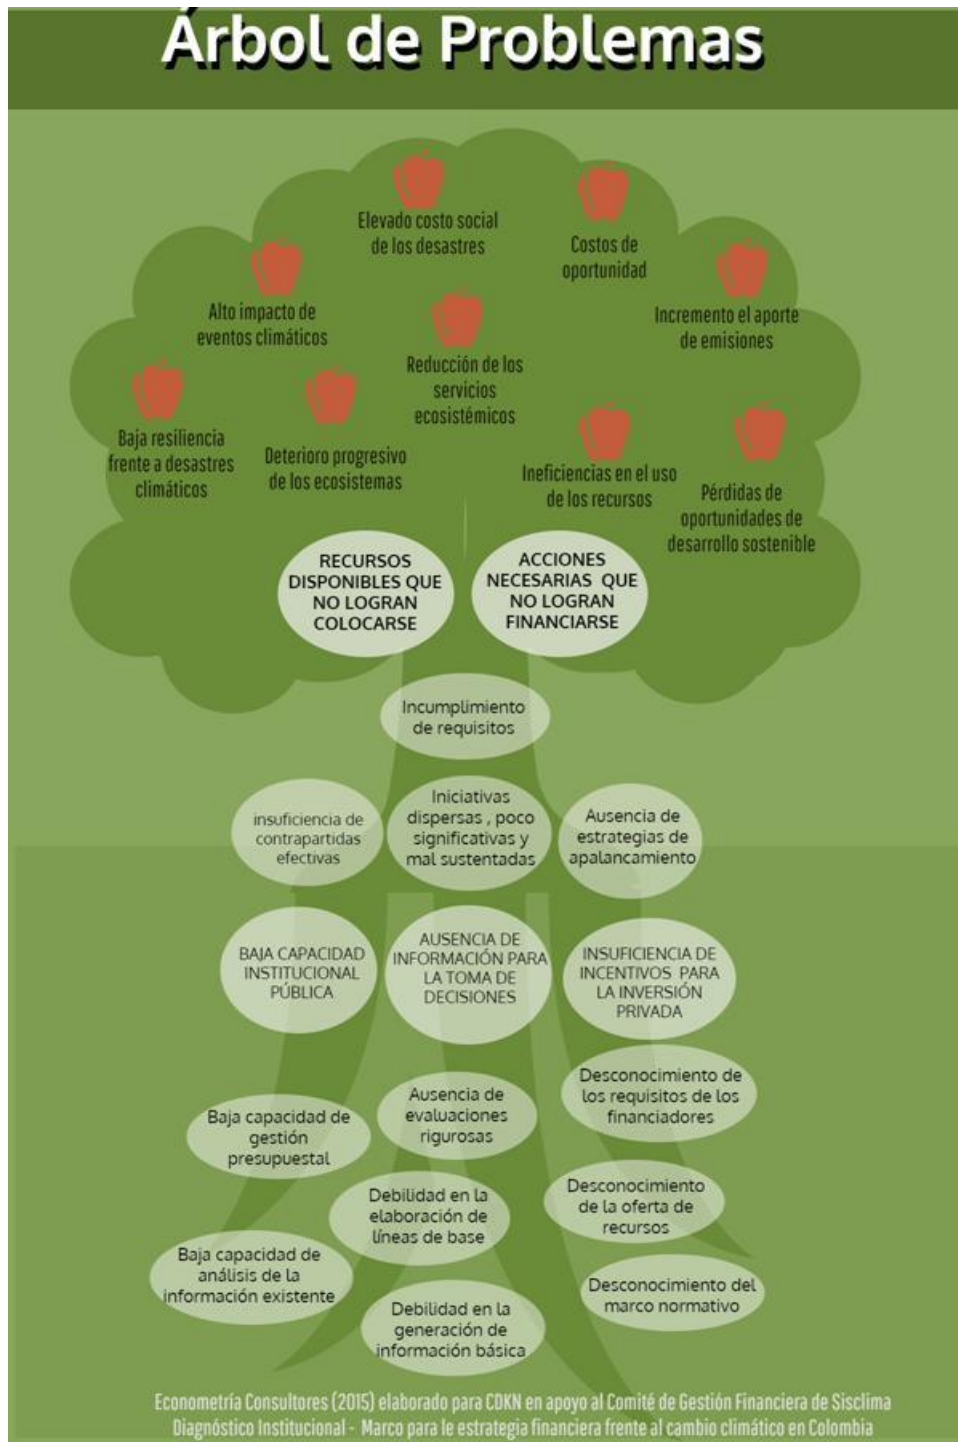 Árbol de Problemas
Elevado costo social
de los desastres
Costos de
oportunidad
Alto impacto de
eventos climáticos
Incremento el aporte
de emisiones
Reducción de los
servicios
ecosistémicos
Baja resiliencia
frente a desastres
climáticos
Deterioro progresivo
de los ecosistemas
Ineficiencias en el uso
de los recursos
Pérdidas de
oportunidades de
desarrollo sostenible
RECURSOS
DISPONIBLES QUE
NO LOGRAN
COLOCARSE
ACCIONES
NECESARIAS QUE
NO LOGRAN
FINANCIARSE
Incumplimiento
de requisitos
insuficiencia de
contrapartidas
efectivas
Iniciativas
dispersas , poco
significativas y
mal sustentadas
Ausencia de
estrategias de
apalancamiento
BAJA CAPACIDAD
INSTITUCIONAL
PÚBLICA
AUSENCIA DE
INFORMACIÓN PARA
LA TOMA DE
DECISIONES
INSUFICIENCIA DE
INCENTIVOS PARA
LA INVERSIÓN
PRIVADA
Baja capacidad de
gestión
presupuestal
Ausencia de
evaluaciones
rigurosas
Desconocimiento de
los requisitos de los
financiadores
Debilidad en la
elaboración de
líneas de base
Desconocimiento
de la oferta de
recursos
Baja capacidad de
análisis de la
información existente
Debilidad en la
generación de
información básica
Desconocimiento del
marco normativo
Econometría Consultores (2015) elaborado para CDKN en apoyo al Comité de Gestión Financiera de Sisclima
Diagnóstico Institucional - Marco para le estrategia financiera frente al cambio climático en Colombia